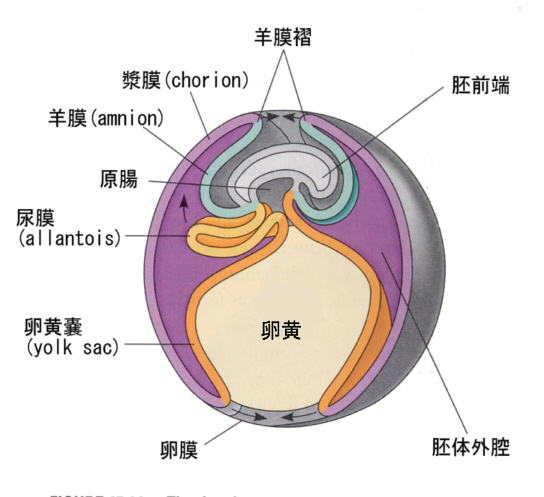 羊膜褶
漿膜(chorion)
胚前端
羊膜(amnion)
原腸
尿膜
(allantois)
卵黄
卵黄囊
(yolk sac)
卵膜
胚体外腔